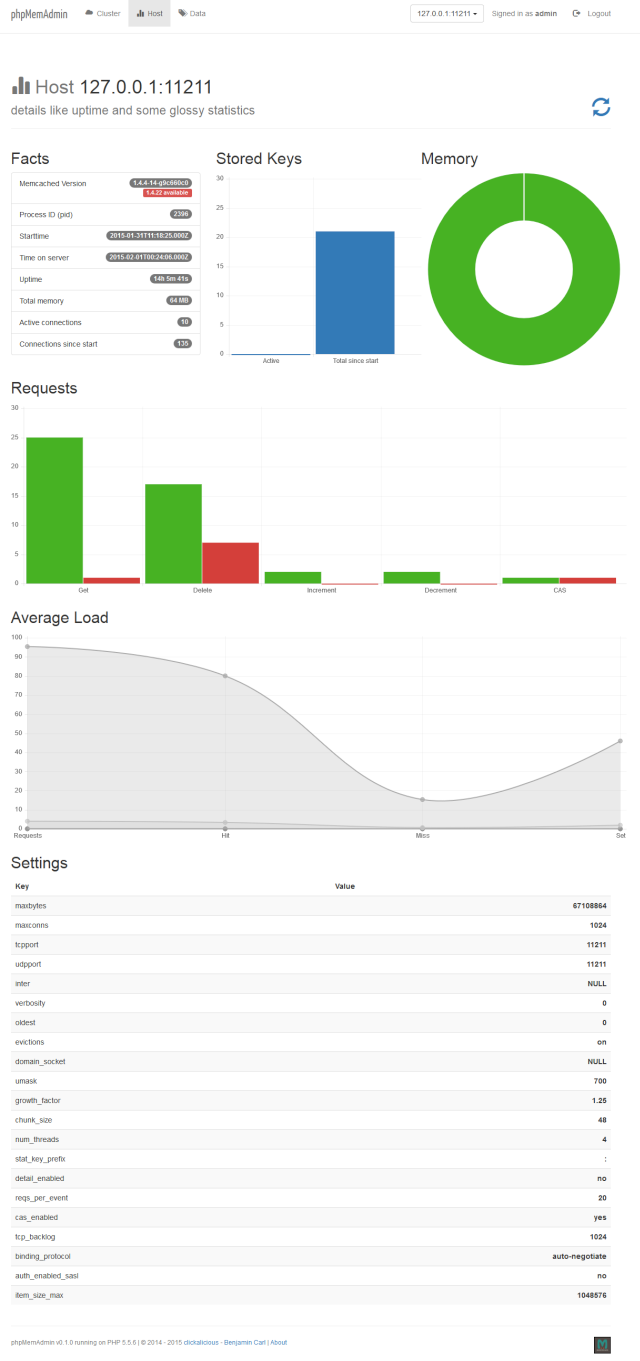 phpMemAdmin Cluster Host Data 127.0.0.1:11211 Signed in as admin Logout
Host 127.0.0.1:11211
details like uptime and some glossy statistics
Facts
Memcached Version 1.4.4-14-g9c660c0
1.4.22 available
Process ID (pid) 2396
Starttime 2015-01-31T11:18:25.000Z
Time on server 2015-02-01T00:24:06.000Z
Uptime 14h 5m 41s
Total memory 64 MB
Active connections 10
Connections since start 135
Stored Keys
30
25
20
15
10
5
0
Active Total since start
Memory
Requests
30
25
20
15
10
5
0
Get Delete Increment Decrement CAS
Average Load
100
90
80
70
60
50
40
30
20
10
0
Requests Hit Miss Set
Settings
Key Value
maxbytes 67108864
maxconns 1024
tcpport 11211
udpport 11211
inter NULL
verbosity 0
oldest 0
evictions on
domain_socket NULL
umask 700
growth_factor 1.25
chunk_size 48
num_threads 4
stat_key_prefix :
detail_enabled no
reqs_per_event 20
cas_enabled yes
tcp_backlog 1024
binding_protocol auto-negotiate
auth_enabled_sasl no
item_size_max 1048576
phpMemAdmin v0.1.0 running on PHP 5.5.6 | © 2014 - 2015 clickalicious - Benjamin Carl | About